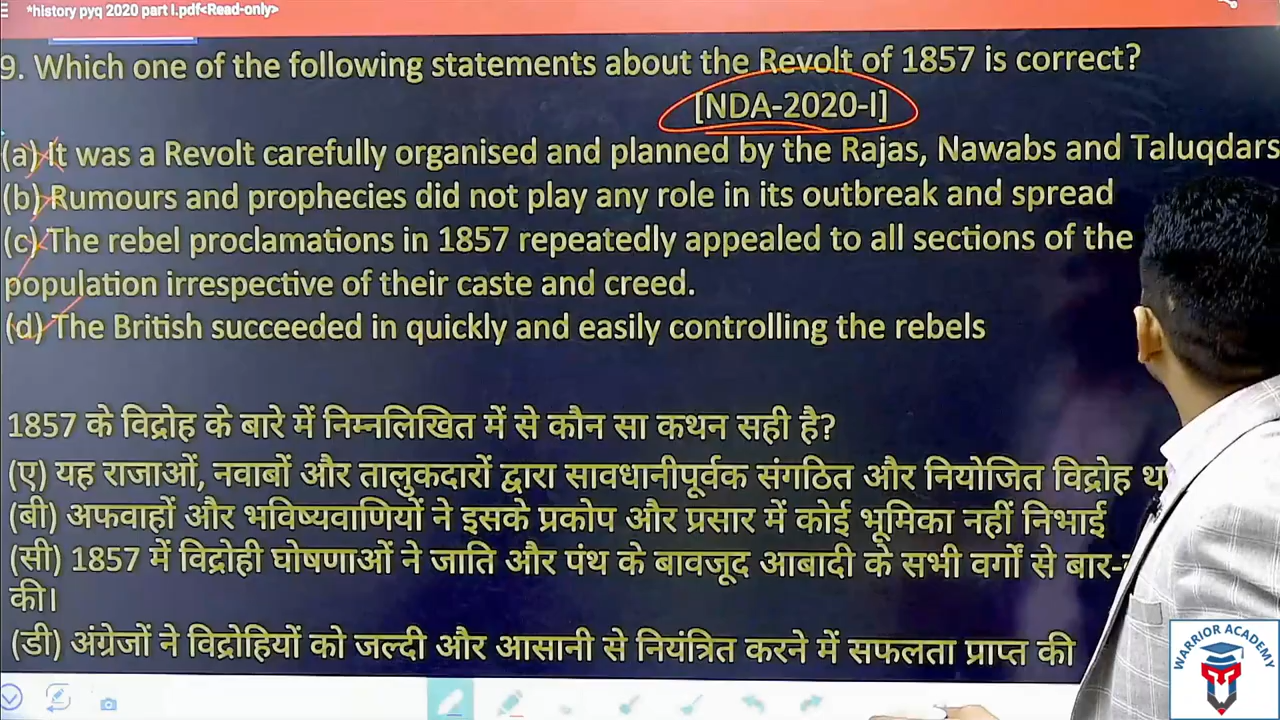 *history pyq 2020 part I.pdf<Read-only>
9. Which one of the following statements about the Revolt of 1857 is correct?
[NDA-2020-I]
(a) It was a Revolt carefully organised and planned by the Rajas, Nawabs and Taluqdars
(b) Rumours and prophecies did not play any role in its outbreak and spread
(c) The rebel proclamations in 1857 repeatedly appealed to all sections of the
population irrespective of their caste and creed.
(d) The British succeeded in quickly and easily controlling the rebels
1857 के विद्रोह के बारे में निम्नलिखित में से कौन सा कथन सही है?
(ए) यह राजाओं, नवाबों और तालुकदारों द्वारा सावधानीपूर्वक संगठित और नियोजित विद्रोह
(बी) अफवाहों और भविष्यवाणियों ने इसके प्रकोप और प्रसार में कोई भूमिका नहीं निभाई
(सी) 1857 में विद्रोही घोषणाओं ने जाति और पंथ के बावजूद आबादी के सभी वर्गों से बार-
की।
(डी) अंग्रेजों ने विद्रोहियों को जल्दी और आसानी से नियंत्रित करने में सफलता प्राप्त की
WARRIOR ACADEMY